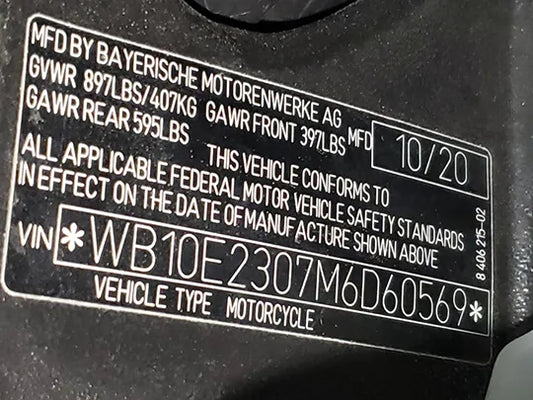 MFD BY BAYERISCHE MOTORENWERKE AG
GVWR 897LBS/407KG GAWR FRONT 397LBS MFD 10/20
GAWR REAR 595LBS
THIS VEHICLE CONFORMS TO
ALL APPLICABLE FEDERAL MOTOR VEHICLE SAFETY STANDARDS
IN EFFECT ON THE DATE OF MANUFACTURE SHOWN ABOVE
VIN *WB10E2307M6D60569*
VEHICLE TYPE MOTORCYCLE
8 406 215-02